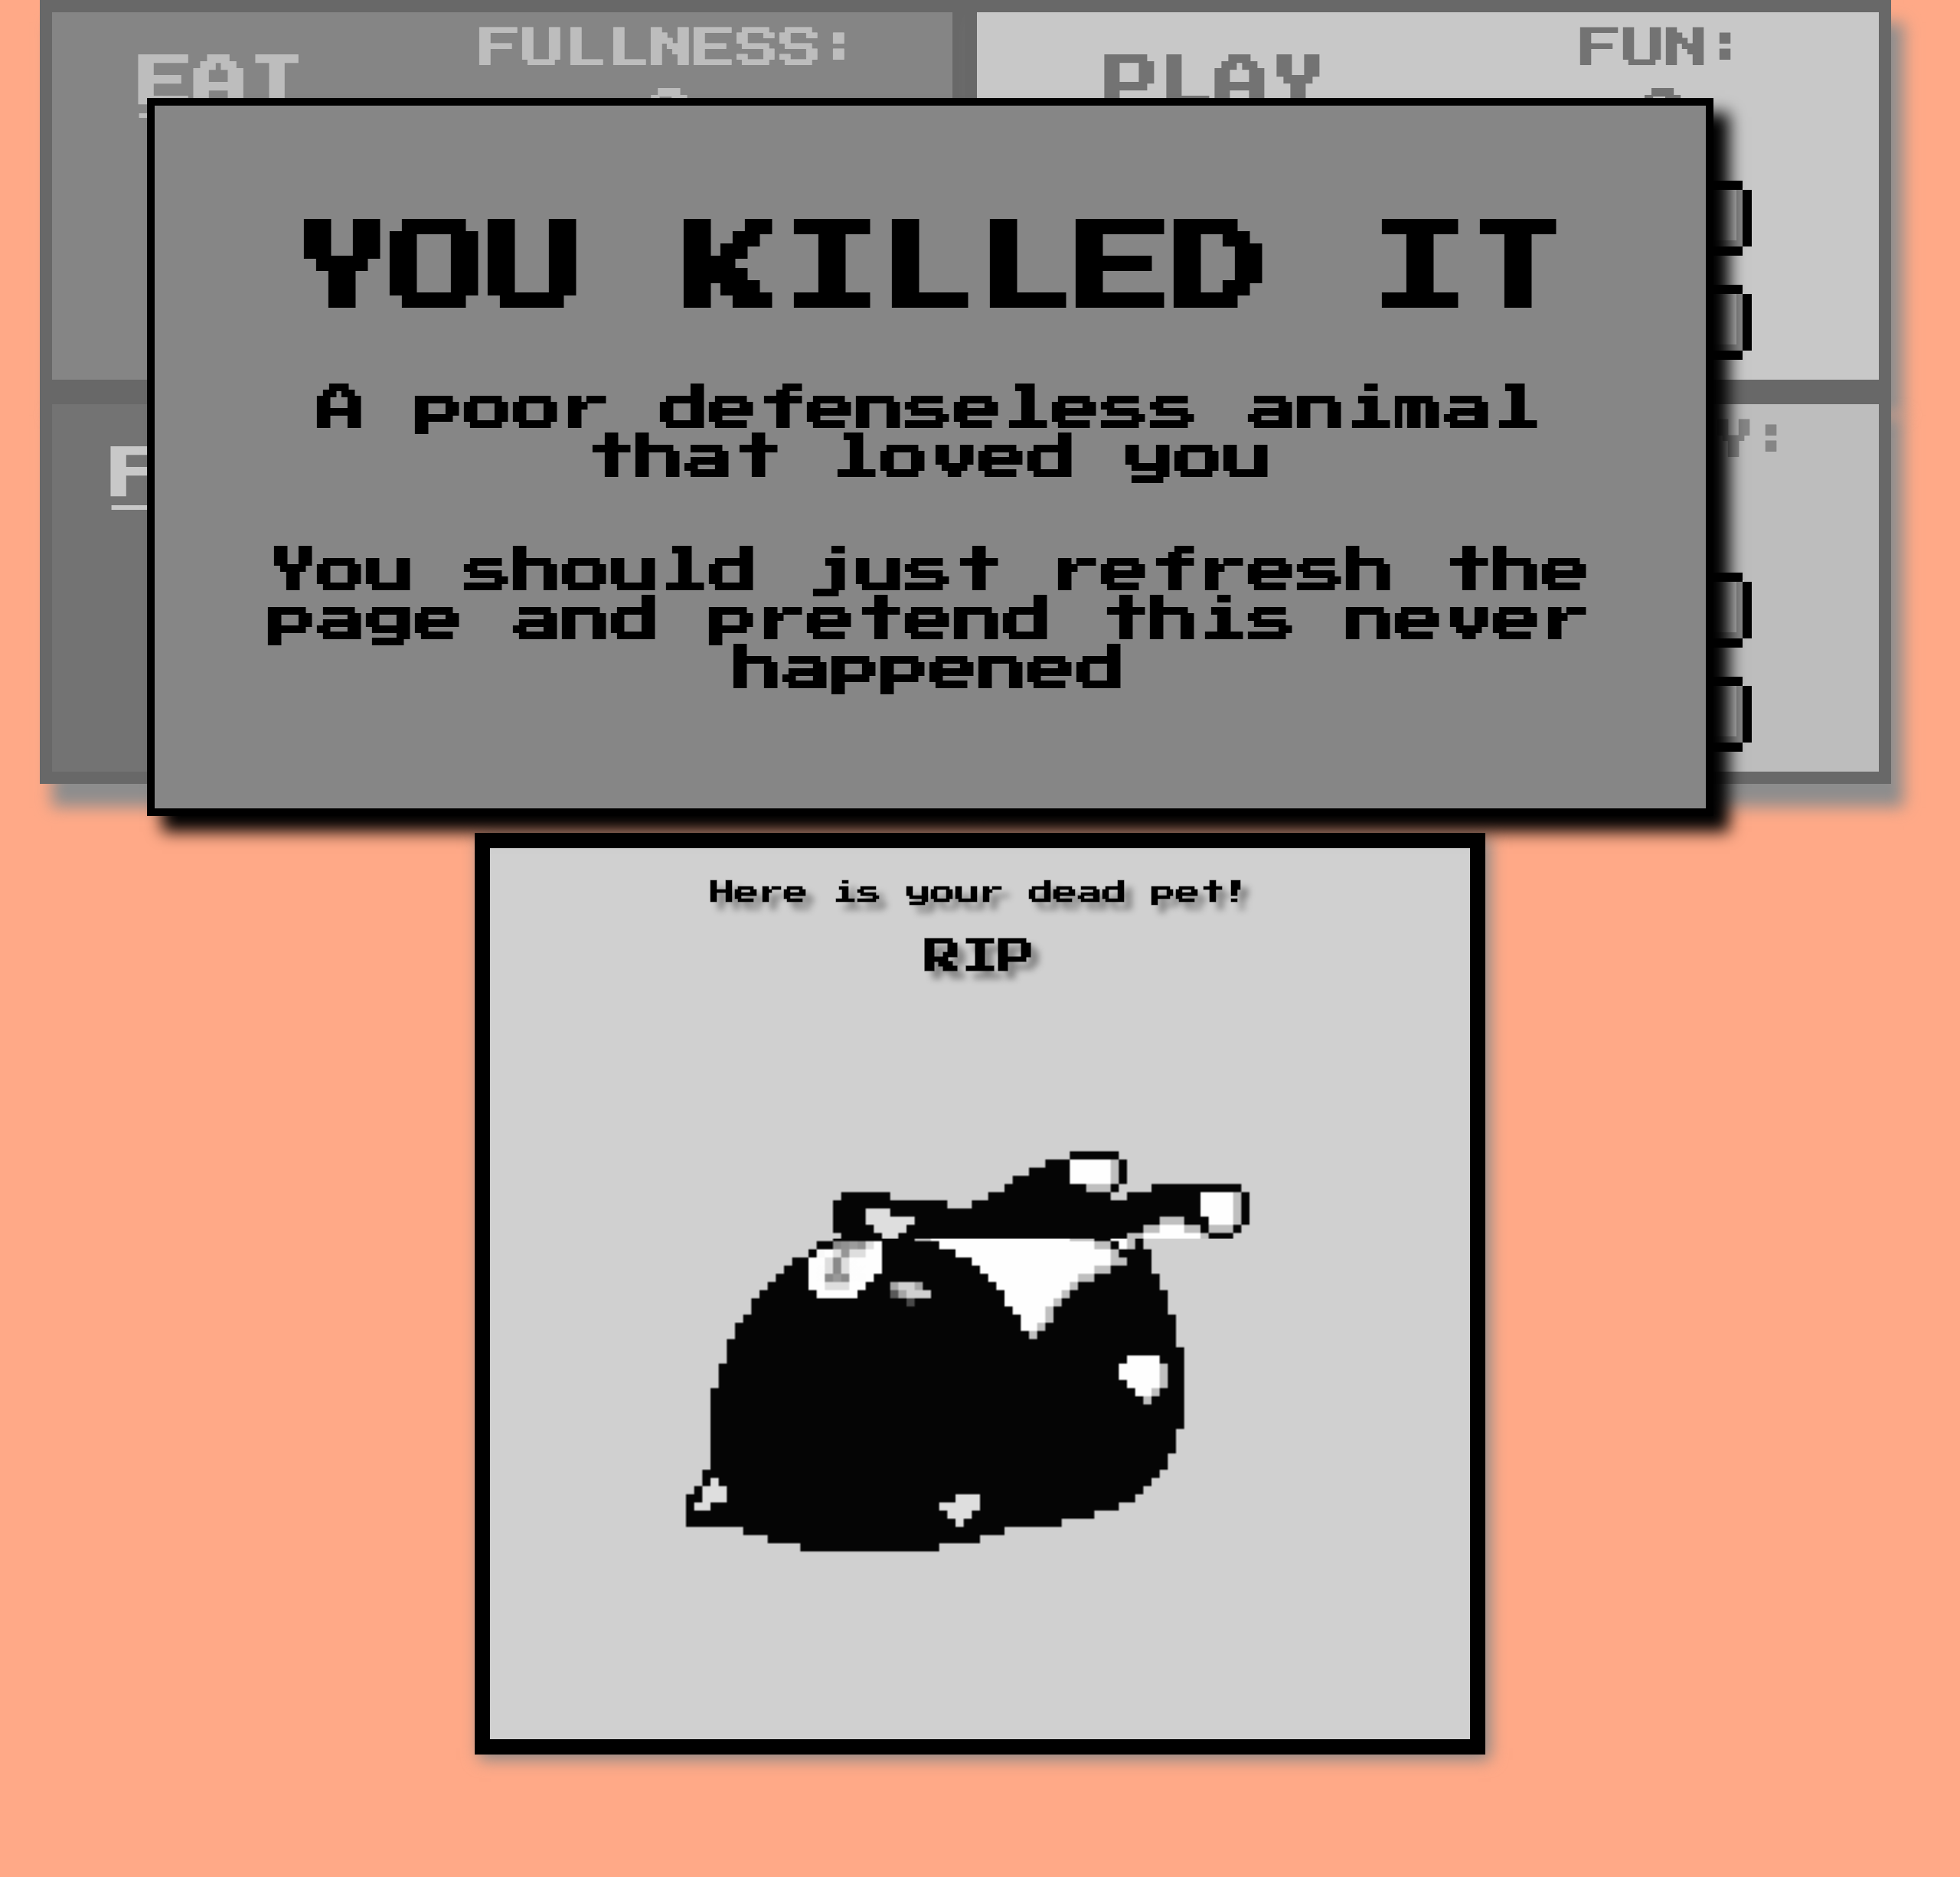 EAT
FULLNESS:
PLAY
FUN:
YOU KILLED IT
A poor defenseless animal
that loved you
You should just refresh the
page and pretend this never
happened
Here is your dead pet!
RIP